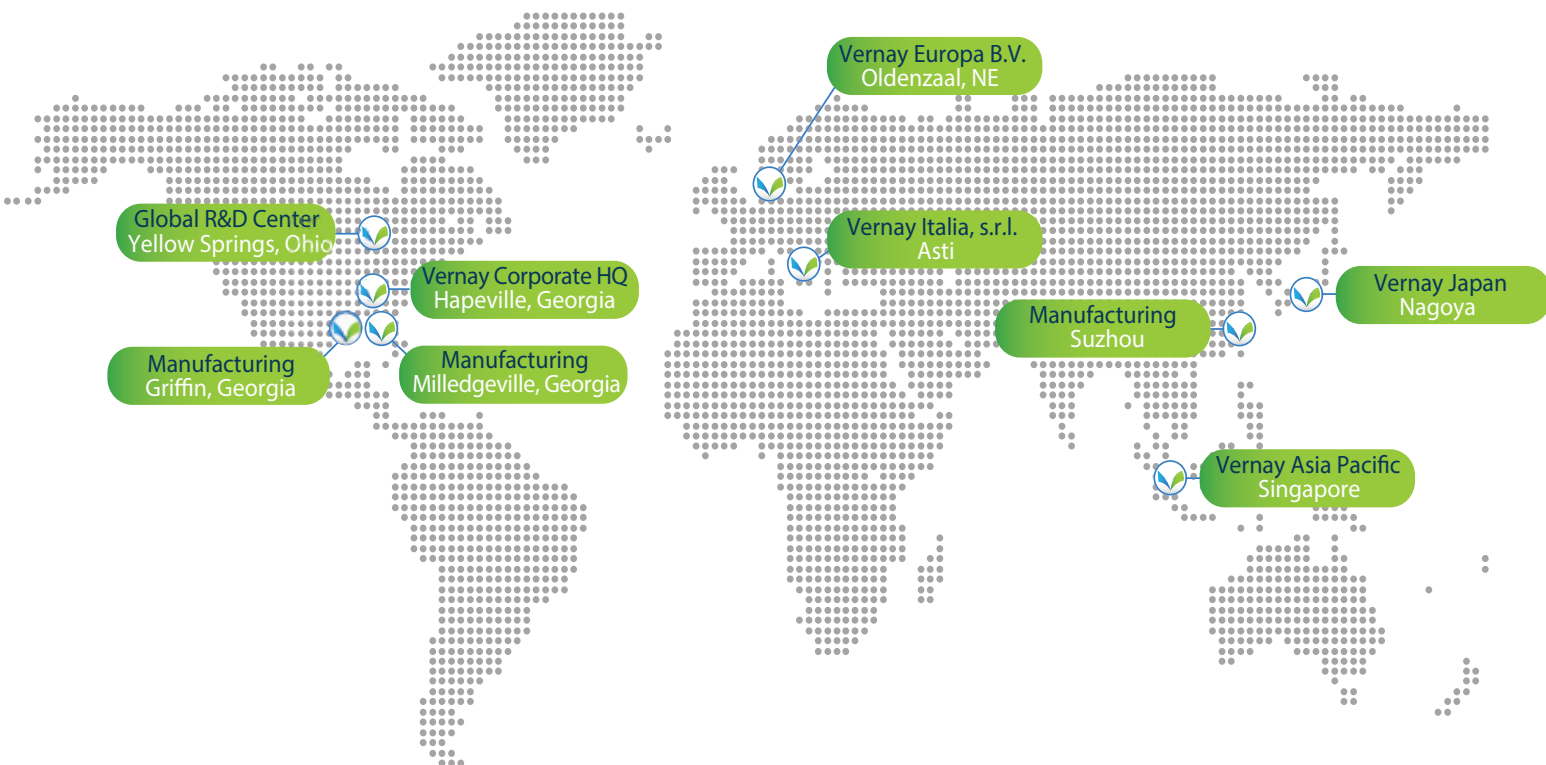 Vernay Europa B.V.
Oldenzaal, NE
Global R&D Center
Yellow Springs, Ohio
Vernay Italia, s.r.l.
Asti
Vernay Corporate HQ
Hapeville, Georgia
Vernay Japan
Nagoya
Manufacturing
Suzhou
Manufacturing
Griffin, Georgia
Manufacturing
Milledgeville, Georgia
Vernay Asia Pacific
Singapore